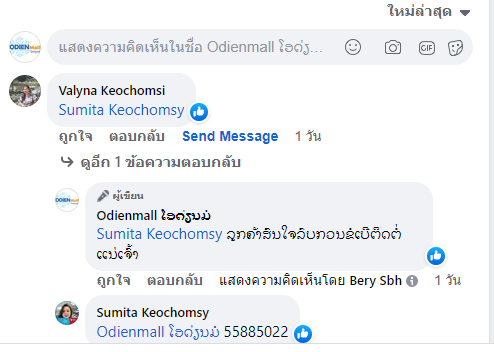 ใหม่ล่าสุด
แสดงความคิดเห็นในชื่อ Odienmall ໂອດ່ຽນ...
GIF
Valyna Keochomsi
Sumita Keochomsy
ถูกใจ ตอบกลับ Send Message 1 วัน
ดูอีก 1 ข้อความตอบกลับ
ผู้เขียน
Odienmall ໂອດ່ຽນມໍ
Sumita Keochomsy ລູກຄ້າສົນໃຈລົບກວນຂໍເບີຕິດຕໍ່
ແນ່ເຈົ້າ
ถูกใจ ตอบกลับ แสดงความคิดเห็นโดย Bery Sbh 1 วัน
Sumita Keochomsy
Odienmall ໂອດ່ຽນມໍ 55885022